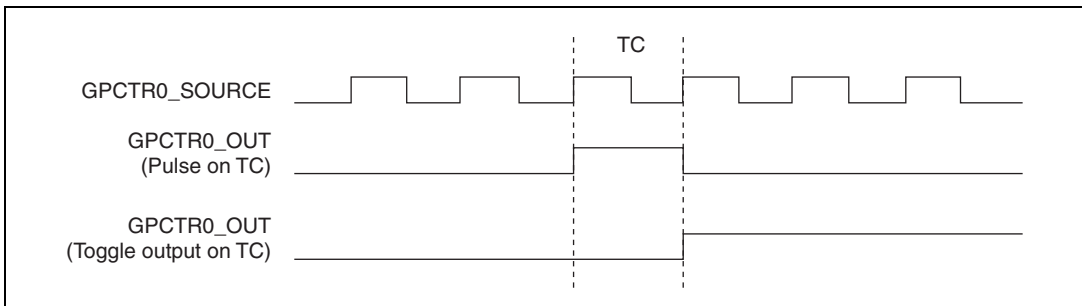 TC
GPCTR0_SOURCE
GPCTR0_OUT
(Pulse on TC)
GPCTR0_OUT
(Toggle output on TC)